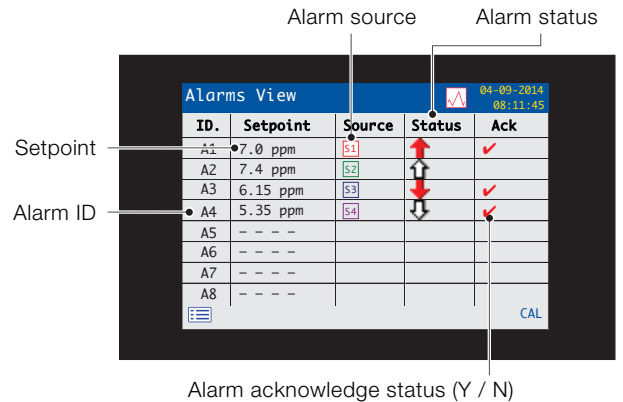 Alarm source Alarm status
Alarms View 04-09-2014
08:11:45
ID. Setpoint Source Status Ack
Setpoint A1 7.0 ppm S1 ✔
A2 7.4 ppm S2
A3 6.15 ppm S3 ✔
Alarm ID A4 5.35 ppm S4 ✔
A5 – – – –
A6 – – – –
A7 – – – –
A8 – – – –
CAL
Alarm acknowledge status (Y / N)